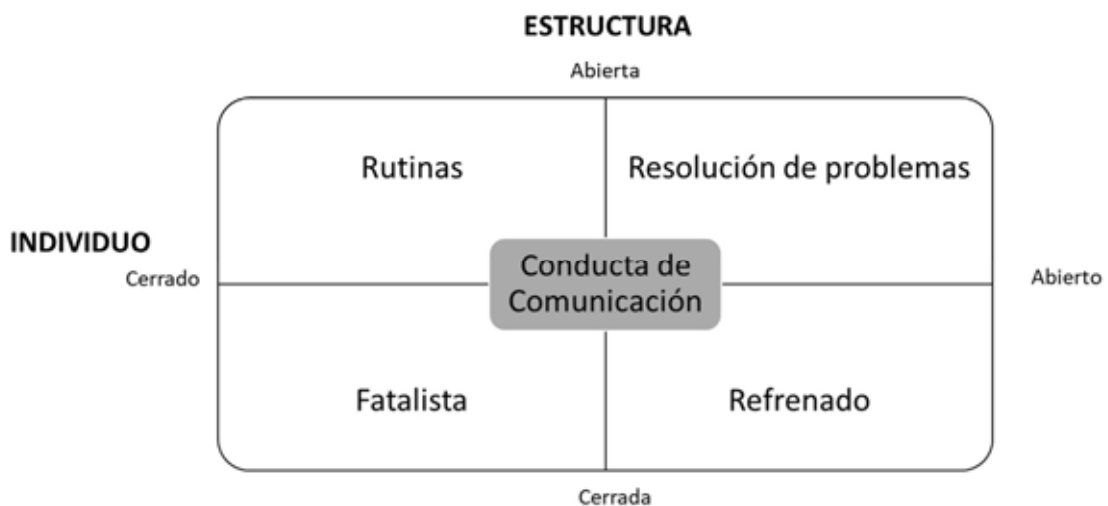 ESTRUCTURA
Abierta
Rutinas
Resolución de problemas
INDIVIDUO
Cerrado
Conducta de
Comunicación
Abierto
Fatalista
Refrenado
Cerrada